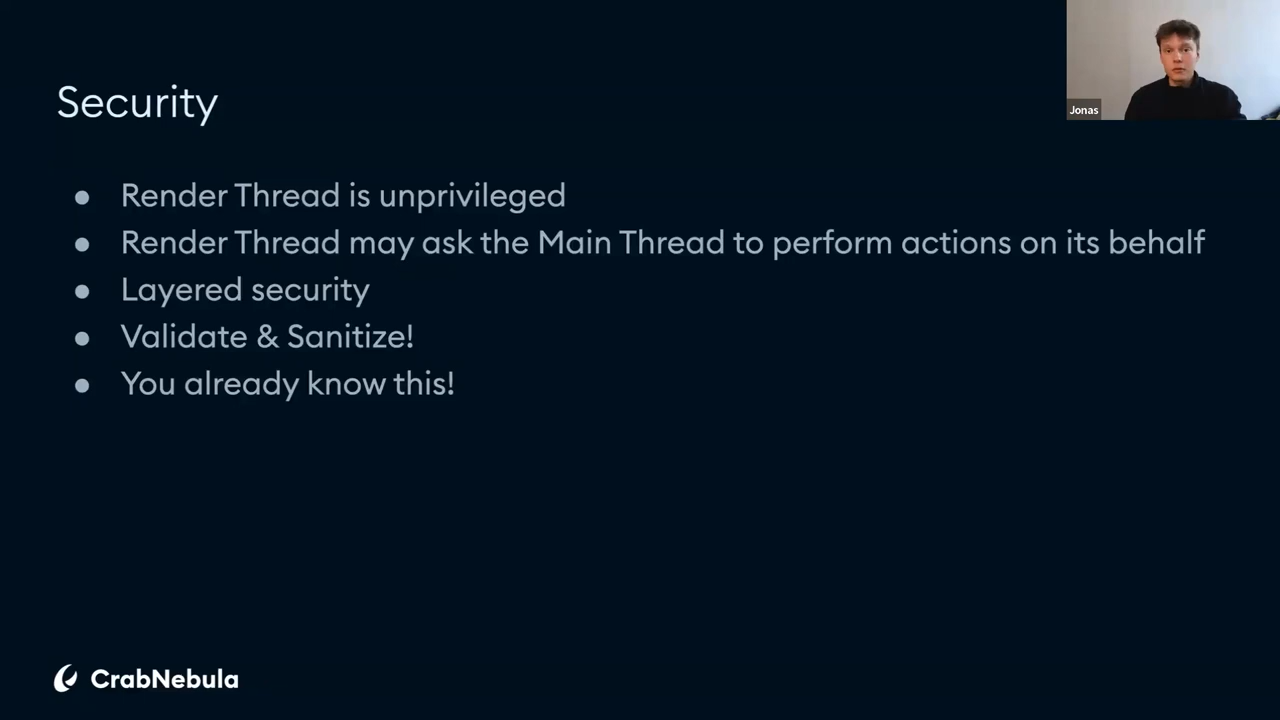 Security
Jonas
● Render Thread is unprivileged
● Render Thread may ask the Main Thread to perform actions on its behalf
● Layered security
● Validate & Sanitize!
● You already know this!
CrabNebula